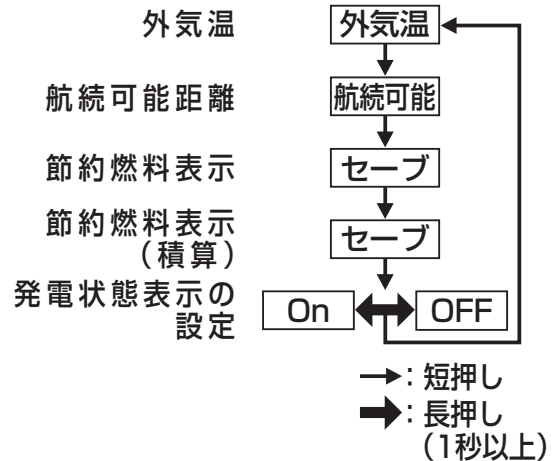 外気温 外気温
航続可能距離 航続可能
節約燃料表示 セーブ
節約燃料表示
（積算） セーブ
発電状態表示の
設定 On OFF
：短押し
：長押し
（1秒以上）